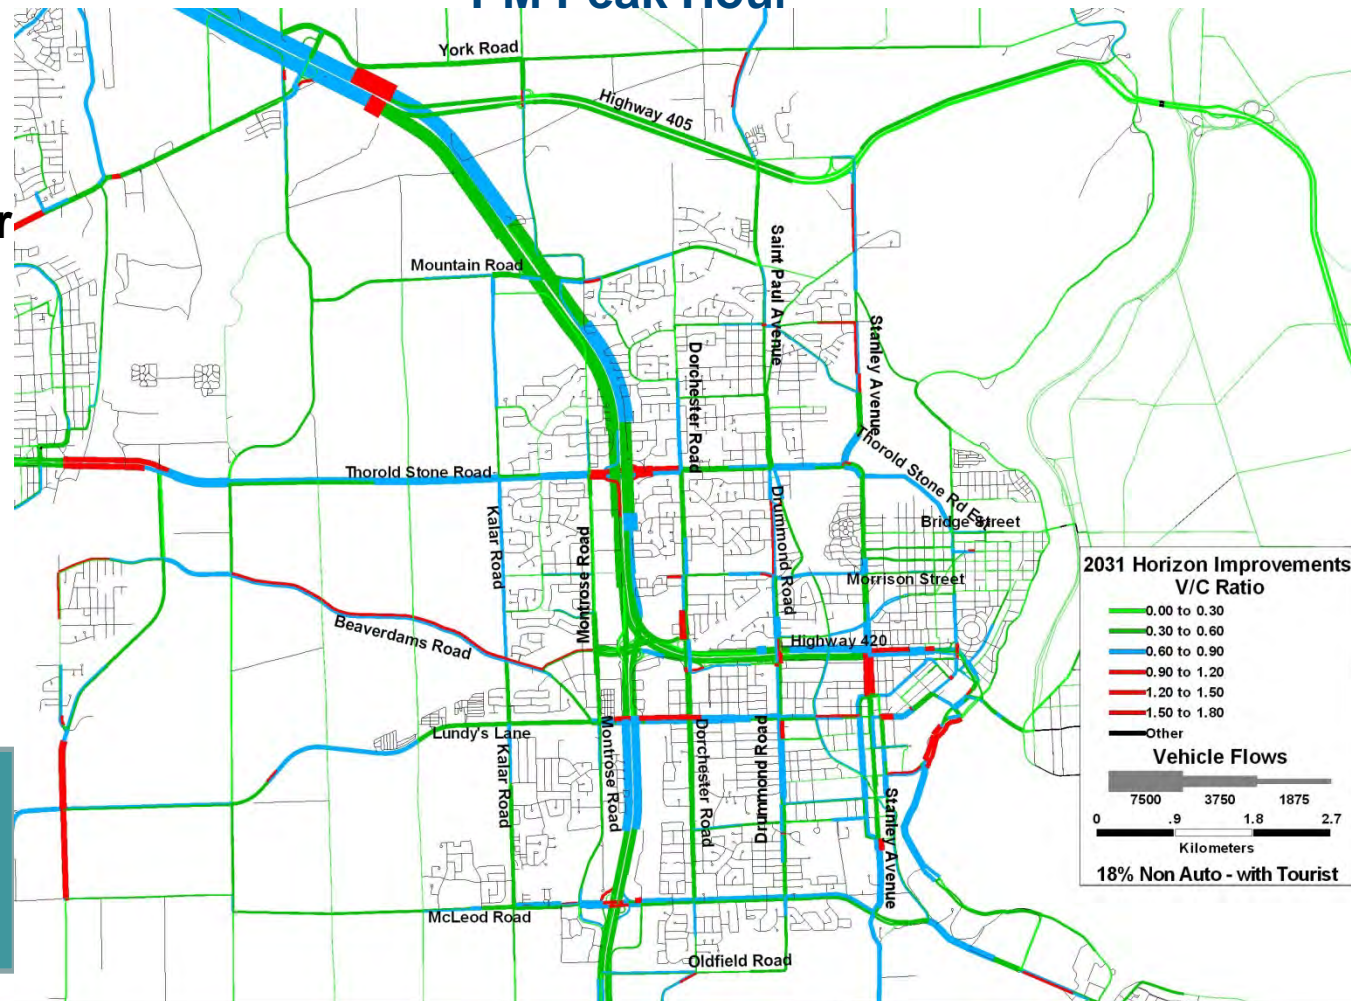 PM Peak Hour
r
York Road
Highway 405
Mountain Road
Saint Paul Avenue
Stanley Avenue
Dorchester Road
Thorold Stone Road
Thorold Stone Rd Ext
Bridge Street
Kalar Road
Montrose Road
Drummond Road
Morrison Street
Beaverdams Road
Highway 420
Lundy's Lane
Kalar Road
Montrose Road
Dorchester Road
Drummond Road
Stanley Avenue
McLeod Road
Oldfield Road
2031 Horizon Improvements
V/C Ratio
0.00 to 0.30
0.30 to 0.60
0.60 to 0.90
0.90 to 1.20
1.20 to 1.50
1.50 to 1.80
Other
Vehicle Flows
7500 3750 1875
0 .9 1.8 2.7
Kilometers
18% Non Auto - with Tourist